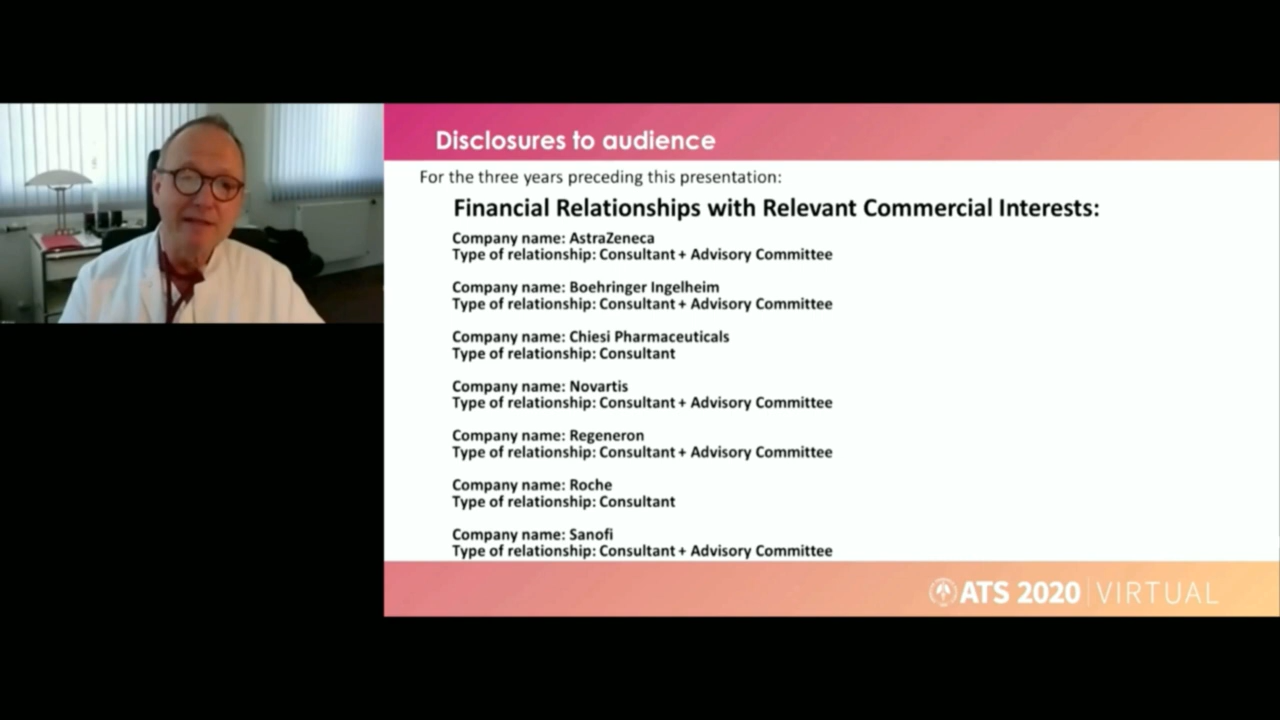 Disclosures to audience
For the three years preceding this presentation:
Financial Relationships with Relevant Commercial Interests:
Company name: AstraZeneca
Type of relationship: Consultant + Advisory Committee
Company name: Boehringer Ingelheim
Type of relationship: Consultant + Advisory Committee
Company name: Chiesi Pharmaceuticals
Type of relationship: Consultant
Company name: Novartis
Type of relationship: Consultant + Advisory Committee
Company name: Regeneron
Type of relationship: Consultant + Advisory Committee
Company name: Roche
Type of relationship: Consultant
Company name: Sanofi
Type of relationship: Consultant + Advisory Committee
ATS 2020 | VIRTUAL